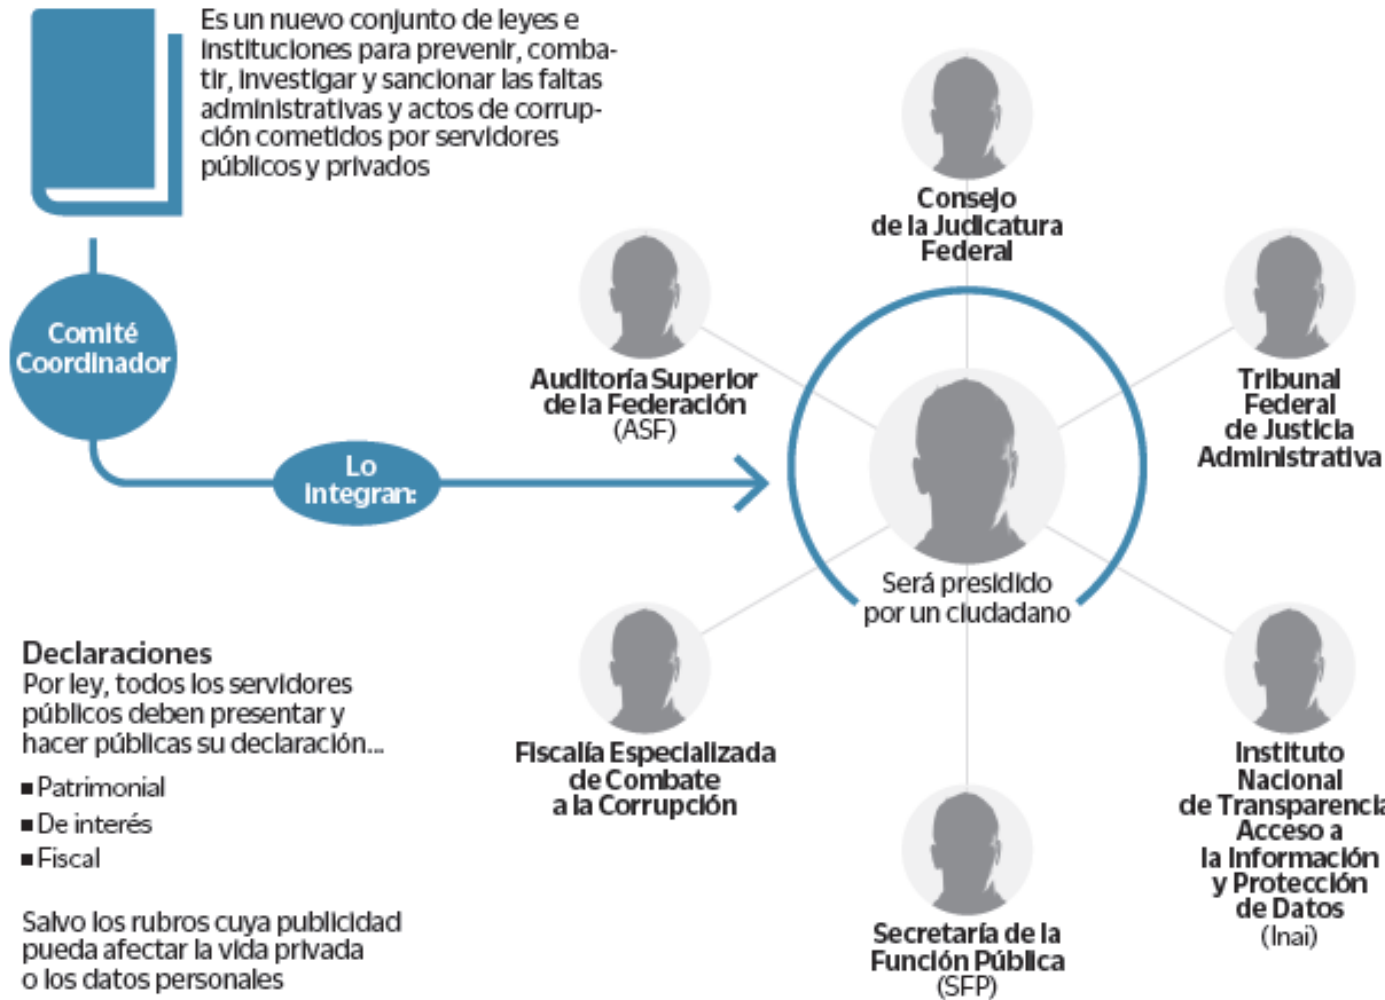 Es un nuevo conjunto de leyes e
instituciones para prevenir, comba-
tir, investigar y sancionar las faltas
administrativas y actos de corrup-
ción cometidos por servidores
públicos y privados
Comité
Coordinador
Lo
integran:
Consejo
de la Judicatura
Federal
Auditoría Superior
de la Federación
(ASF)
Tribunal
Federal
de Justicia
Administrativa
Será presidido
por un ciudadano
Fiscalía Especializada
de Combate
a la Corrupción
Instituto
Nacional
de Transparencia
Acceso a
la Información
y Protección
de Datos
(Inai)
Secretaría de la
Función Pública
(SFP)
Declaraciones
Por ley, todos los servidores
públicos deben presentar y
hacer públicas su declaración...
▪ Patrimonial
▪ De interés
▪ Fiscal
Salvo los rubros cuya publicidad
pueda afectar la vida privada
o los datos personales